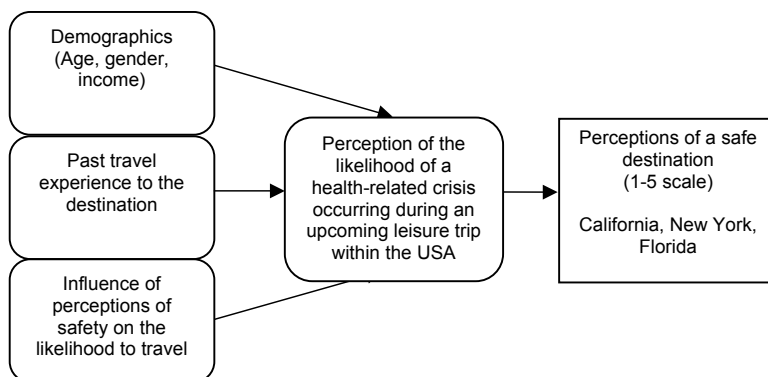 Demographics
(Age, gender,
income)
Past travel
experience to the
destination
Influence of
perceptions of
safety on the
likelihood to travel
Perception of the
likelihood of a
health-related crisis
occurring during an
upcoming leisure trip
within the USA
Perceptions of a safe
destination
(1-5 scale)
California, New York,
Florida